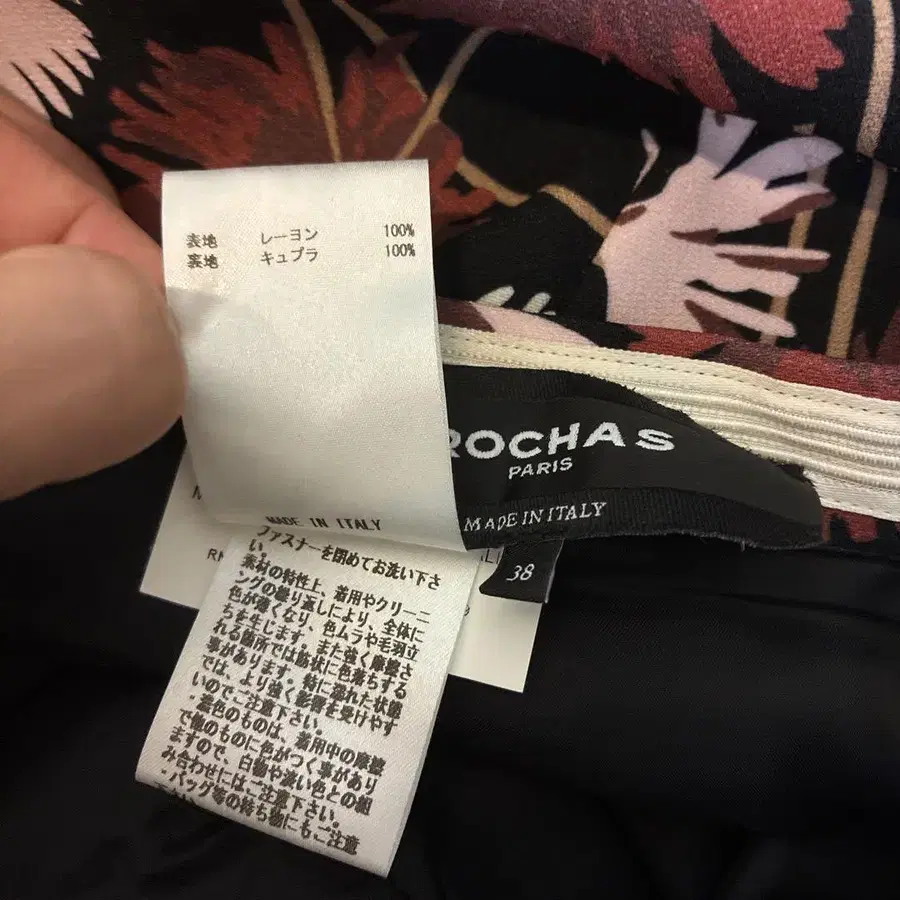 表地 レーヨン 100%
裏地 キュプラ 100%
ROCHAS
PARIS
MADE IN ITALY
38
MADE IN ITALY
ファスナーを閉めてお洗い下さ
い。
素材の特性上、着用やクリーニ
ングの繰り返しにより、全体に
色が薄くなり、色ムラや毛羽立
ちを生じます。また強く摩擦さ
れる箇所では筋状に色落ちする
事があります。特に濡れた状態
では、より強く影響を受けやす
いのでご注意下さい。
・濃色のものは、着用中の摩擦
で他のものに色がつく事があり
ますので、白物や淡い色との組
み合わせにはご注意下さい。
・バッグ等の持ち物にもご注意